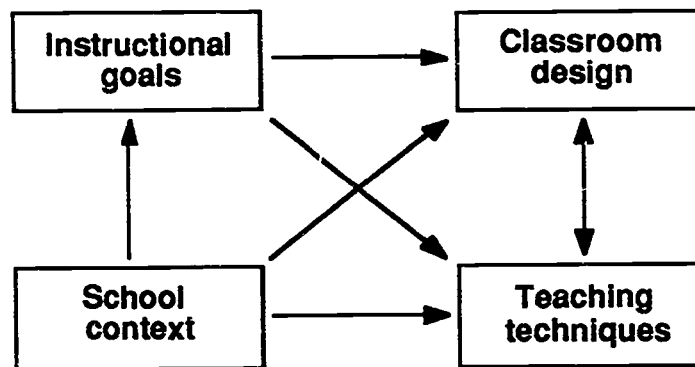 Instructional
goals
Classroom
design
School
context
Teaching
techniques